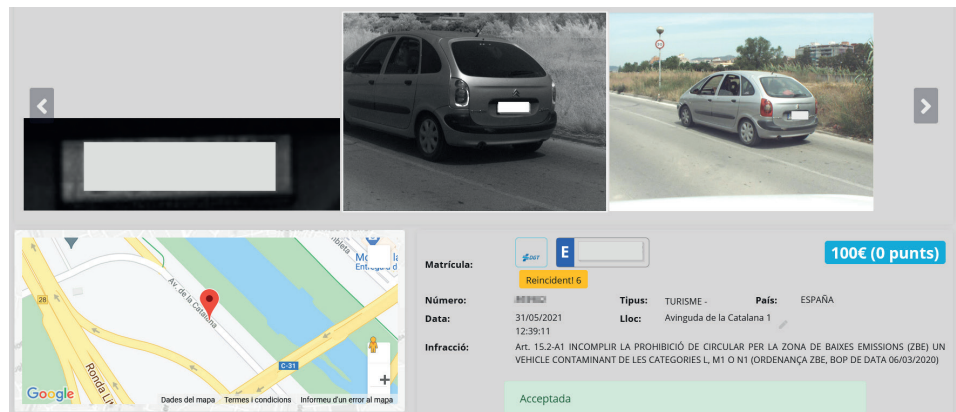 28
C-31
Av. de la Catalana
Ronda Li
Google
Dades del mapa
Termes i condicions
Informeu d'un error al mapa
Matrícula:
DGT
E
100€ (0 punts)
Reincident! 6
Número:
Tipus: TURISME -
País: ESPAÑA
Data: 31/05/2021
12:39:11
Lloc: Avinguda de la Catalana 1
Infracció: Art. 15.2-A1 INCOMPLIR LA PROHIBICIÓ DE CIRCULAR PER LA ZONA DE BAIXES EMISSIONS (ZBE) UN
VEHICLE CONTAMINANT DE LES CATEGORIES L, M1 O N1 (ORDENANÇA ZBE, BOP DE DATA 06/03/2020)
Acceptada